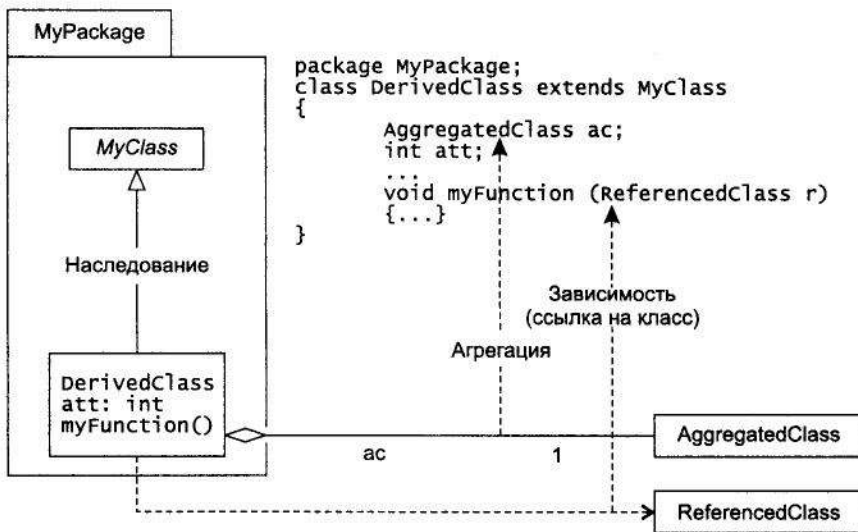 MyPackage
package MyPackage;
class DerivedClass extends MyClass
{
AggregatedClass ac;
int att;
...
void myFunction (ReferencedClass r)
{...}
}
MyClass
Наследование
Зависимость
(ссылка на класс)
Агрегация
DerivedClass
att: int
myFunction()
ac
1
AggregatedClass
ReferencedClass